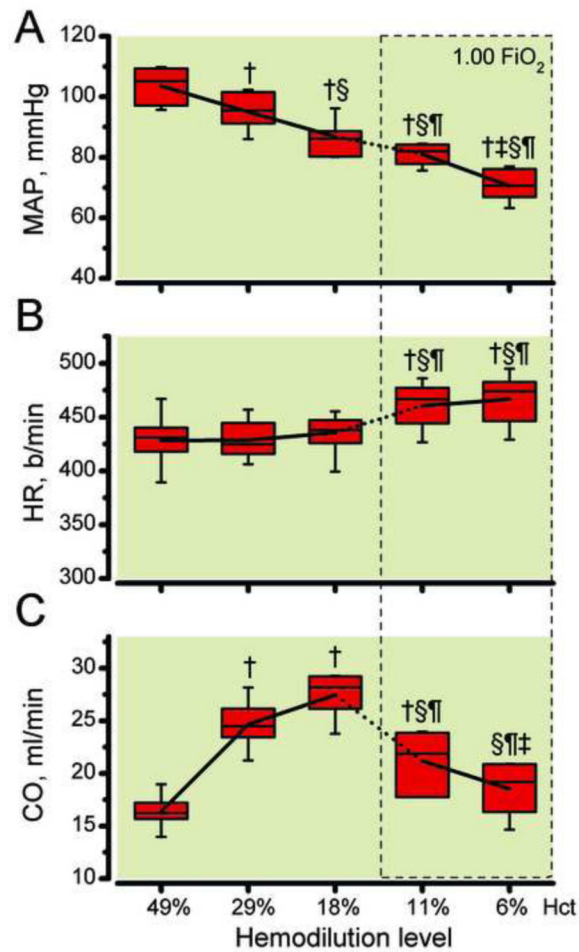 A
120
1.00 FiO2
†
†§
†§¶
†‡§¶
100
80
60
40
MAP, mmHg
B
500
†§¶
†§¶
450
400
350
300
HR, b/min
C
30
†
†
†§¶
§¶‡
25
20
15
10
CO, ml/min
49% 29% 18% 11% 6% Hct
Hemodilution level